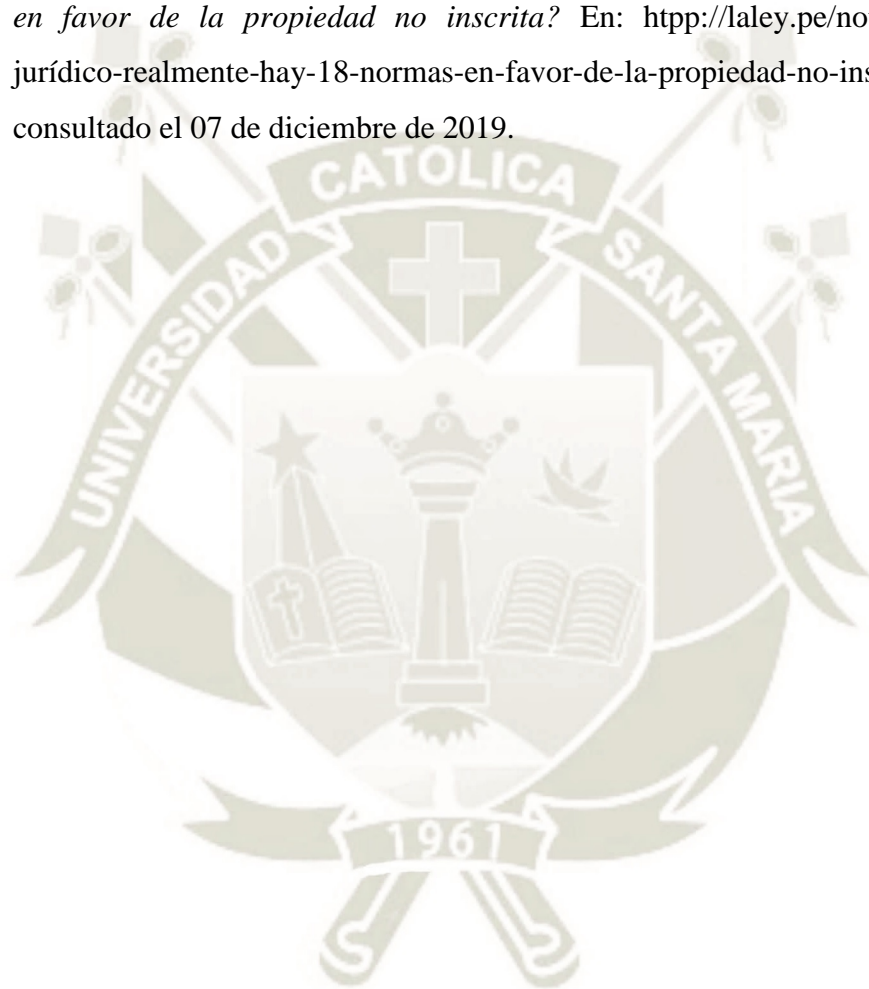 en favor de la propiedad no inscrita? En: htpp://laley.pe/no
jurídico-realmente-hay-18-normas-en-favor-de-la-propiedad-no-ins
consultado el 07 de diciembre de 2019.
UNIVERSIDAD CATOLICA SANTA MARIA
1961